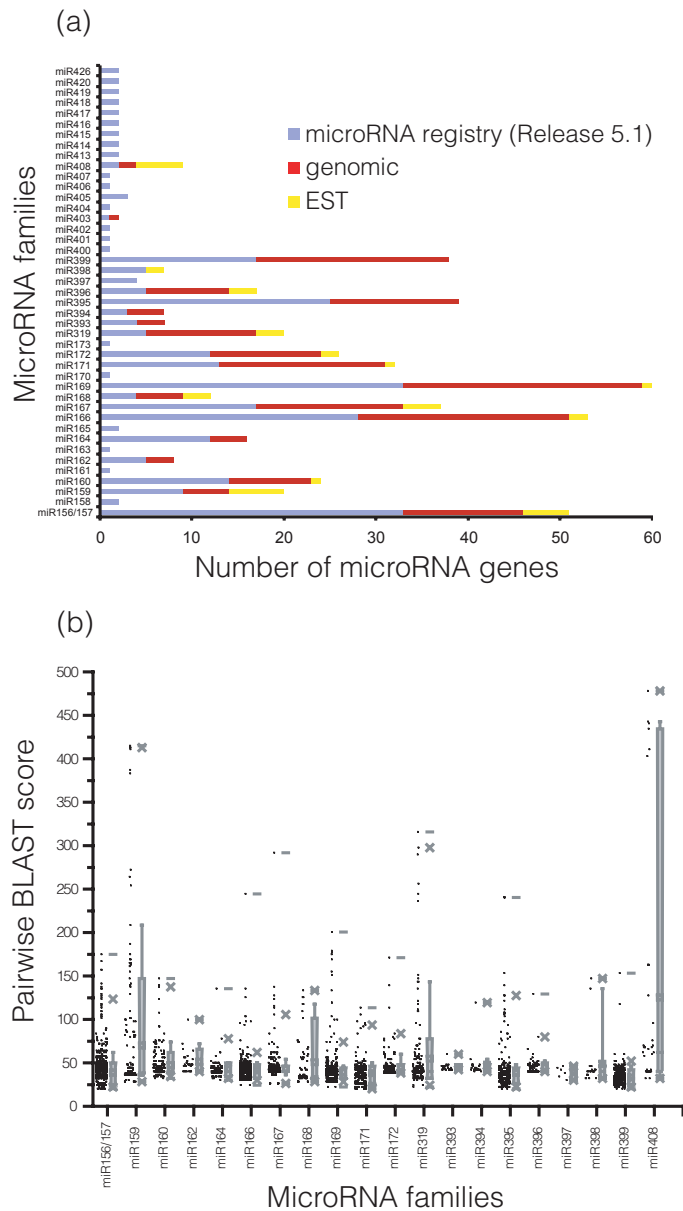 (a)
miR426
miR420
miR419
miR418
miR417
miR416
miR415
miR414
miR413
miR408
miR407
miR406
miR405
miR404
miR403
miR402
miR401
miR400
miR399
miR398
miR397
miR396
miR395
miR394
miR393
miR319
miR173
miR172
miR171
miR170
miR169
miR168
miR167
miR166
miR165
miR164
miR163
miR162
miR161
miR160
miR159
miR158
miR156/157
MicroRNA families
microRNA registry (Release 5.1)
genomic
EST
0 10 20 30 40 50 60
Number of microRNA genes
(b)
500
450
400
350
300
250
200
150
100
50
0
Pairwise BLAST score
miR156/157
miR159
miR160
miR162
miR164
miR166
miR167
miR168
miR169
miR171
miR172
miR319
miR393
miR394
miR395
miR396
miR397
miR398
miR399
miR408
MicroRNA families